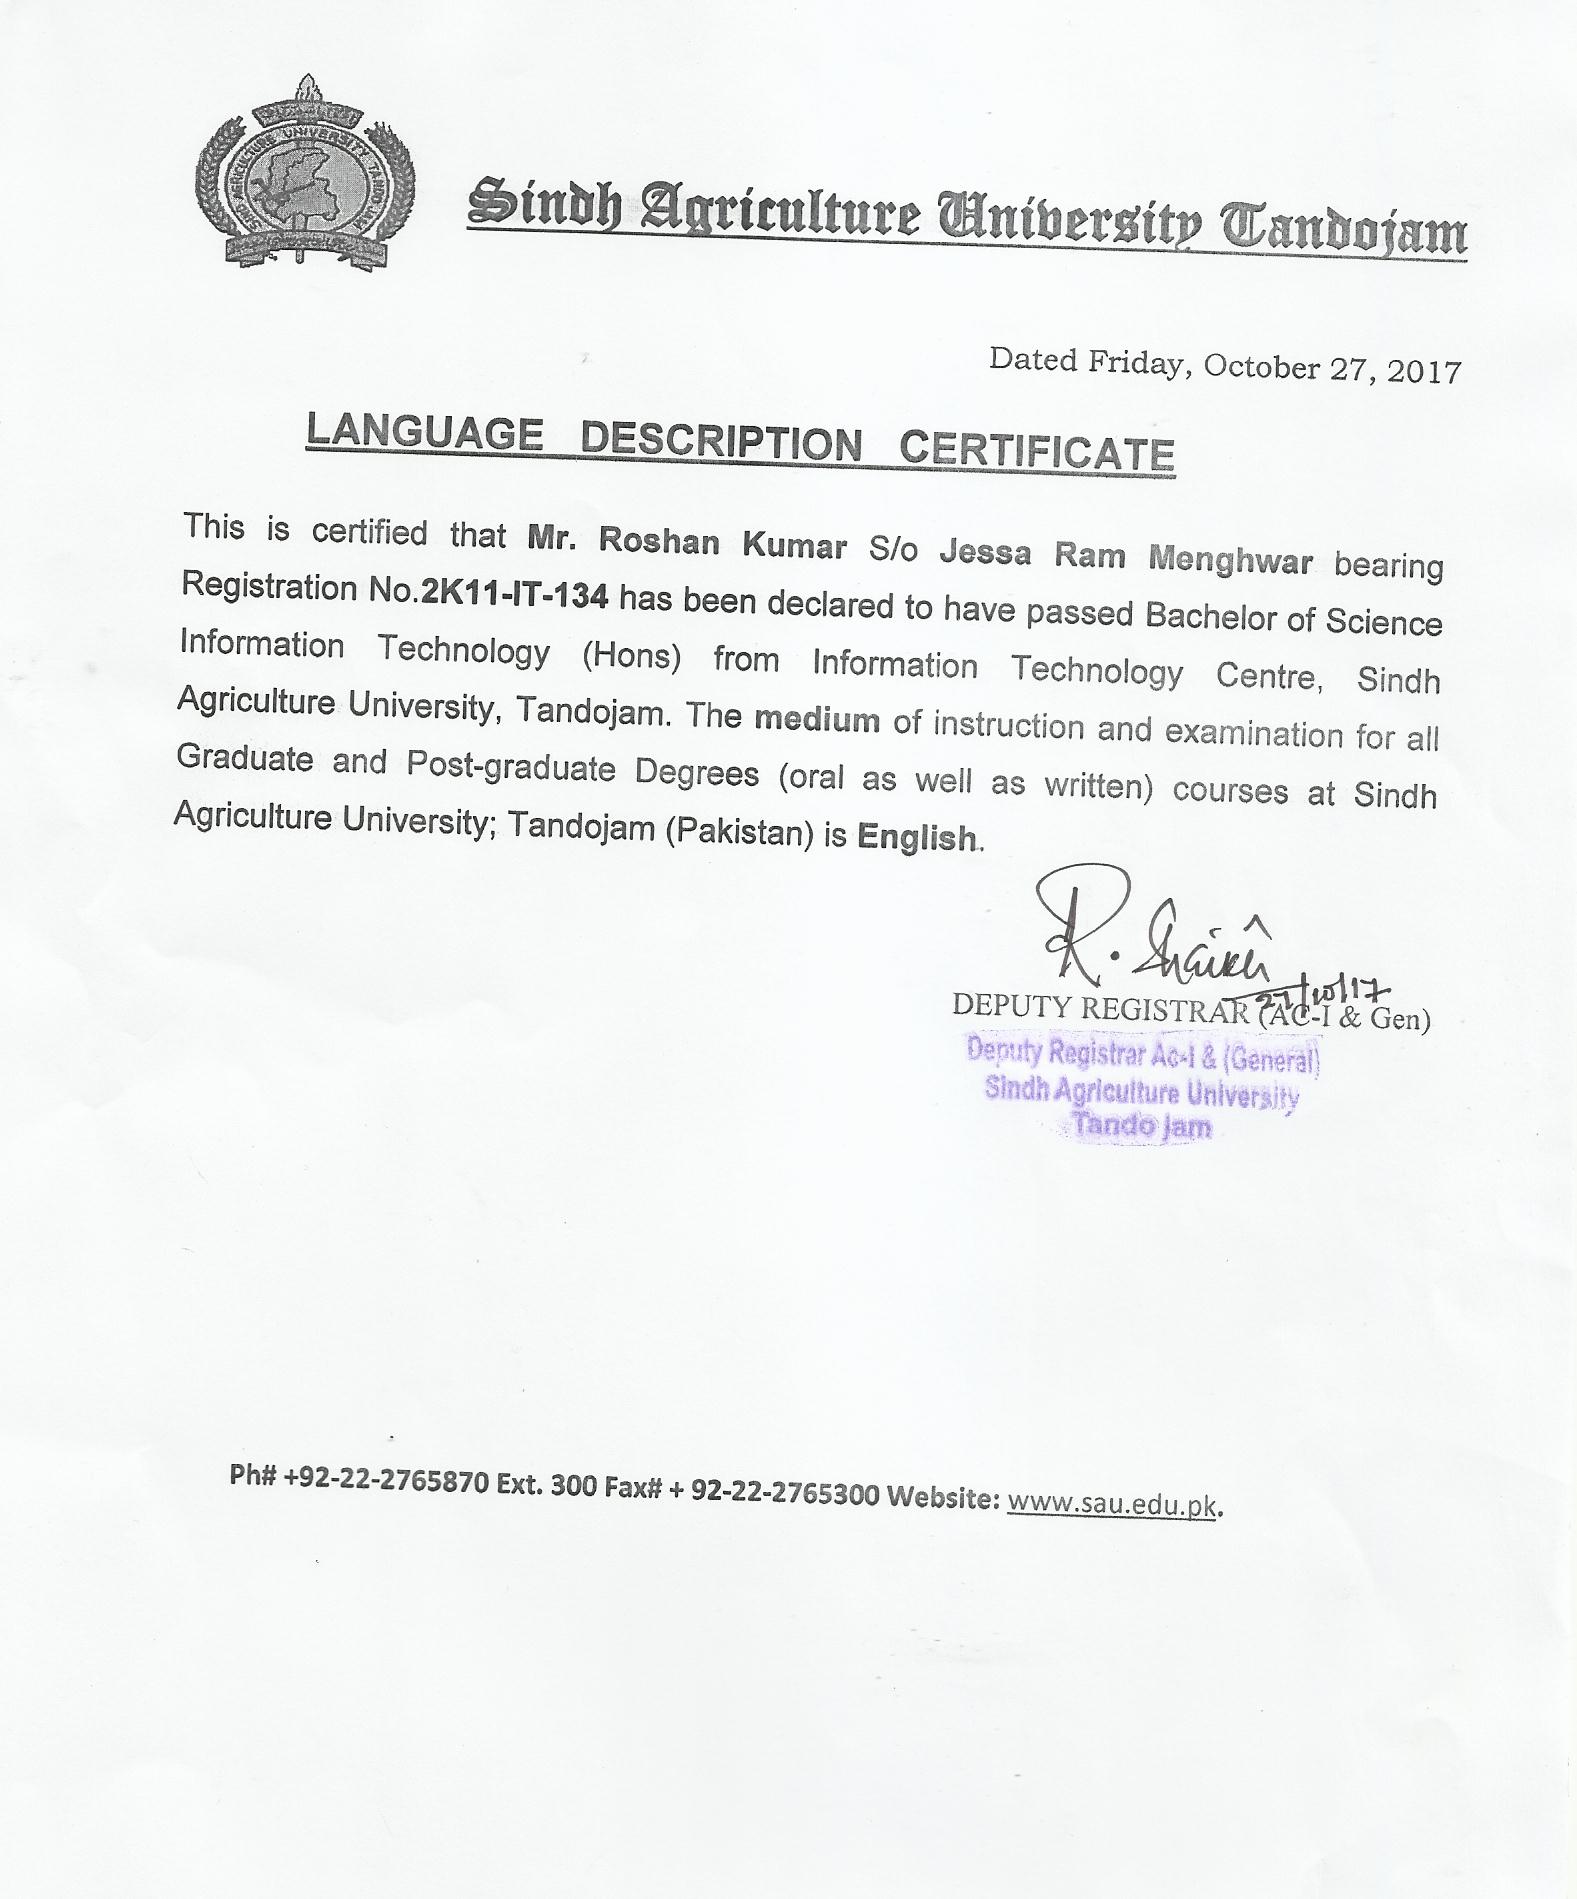 SINDH AGRICULTURE UNIVERSITY TANDO JAM
Sindh Agriculture University Tandojam
Dated Friday, October 27, 2017
LANGUAGE DESCRIPTION CERTIFICATE
This is certified that Mr. Roshan Kumar S/o Jessa Ram Menghwar bearing
Registration No.2K11-IT-134 has been declared to have passed Bachelor of Science
Information Technology (Hons) from Information Technology Centre, Sindh
Agriculture University, Tandojam. The medium of instruction and examination for all
Graduate and Post-graduate Degrees (oral as well as written) courses at Sindh
Agriculture University; Tandojam (Pakistan) is English.
R. Shaikh
27/10/17
DEPUTY REGISTRAR (AC-I & Gen)
Deputy Registrar Ac-I & (General)
Sindh Agriculture University
Tando Jam
Ph# +92-22-2765870 Ext. 300 Fax# + 92-22-2765300 Website: www.sau.edu.pk.